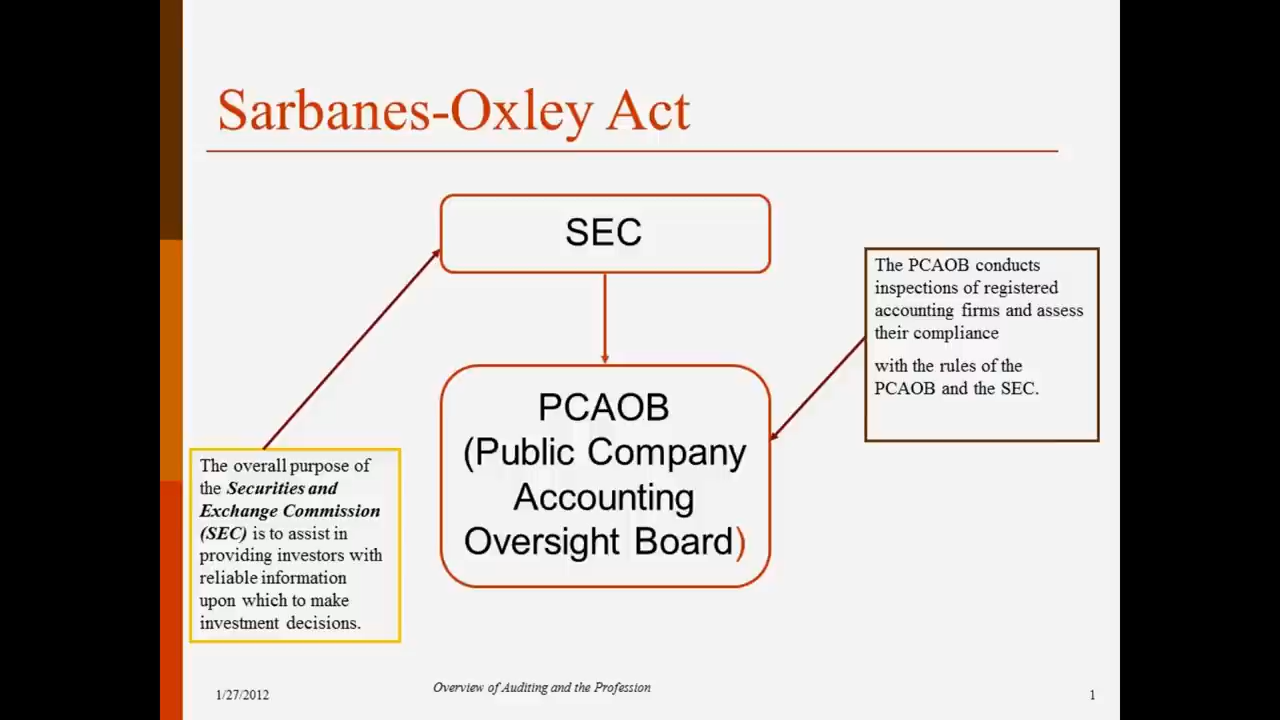 Sarbanes-Oxley Act
SEC
The PCAOB conducts
inspections of registered
accounting firms and assess
their compliance
with the rules of the
PCAOB and the SEC.
PCAOB
(Public Company
Accounting
Oversight Board)
The overall purpose of
the Securities and
Exchange Commission
(SEC) is to assist in
providing investors with
reliable information
upon which to make
investment decisions.
1/27/2012
Overview of Auditing and the Profession
1